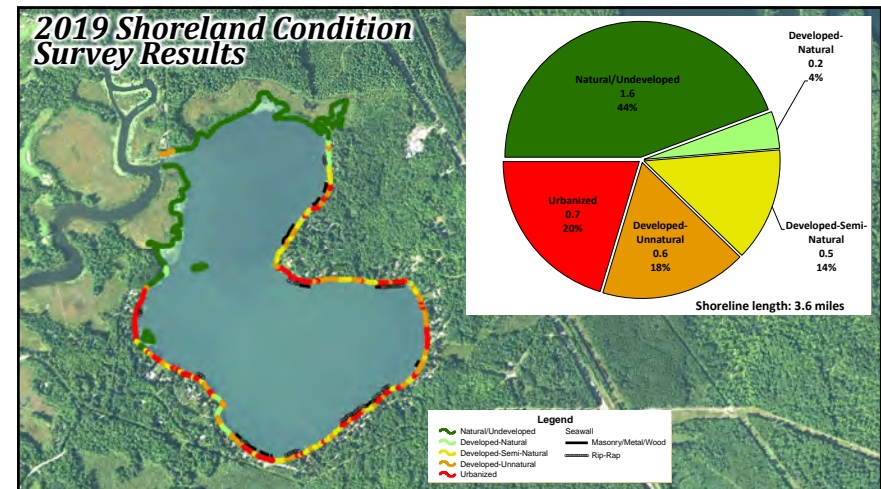 2019 Shoreland Condition
Survey Results
Natural/Undeveloped
1.6
44%
Developed-
Natural
0.2
4%
Developed-Semi-
Natural
0.5
14%
Developed-
Unnatural
0.6
18%
Urbanized
0.7
20%
Shoreline length: 3.6 miles
Legend
Natural/Undeveloped
Developed-Natural
Developed-Semi-Natural
Developed-Unnatural
Urbanized
Seawall
Masonry/Metal/Wood
Rip-Rap